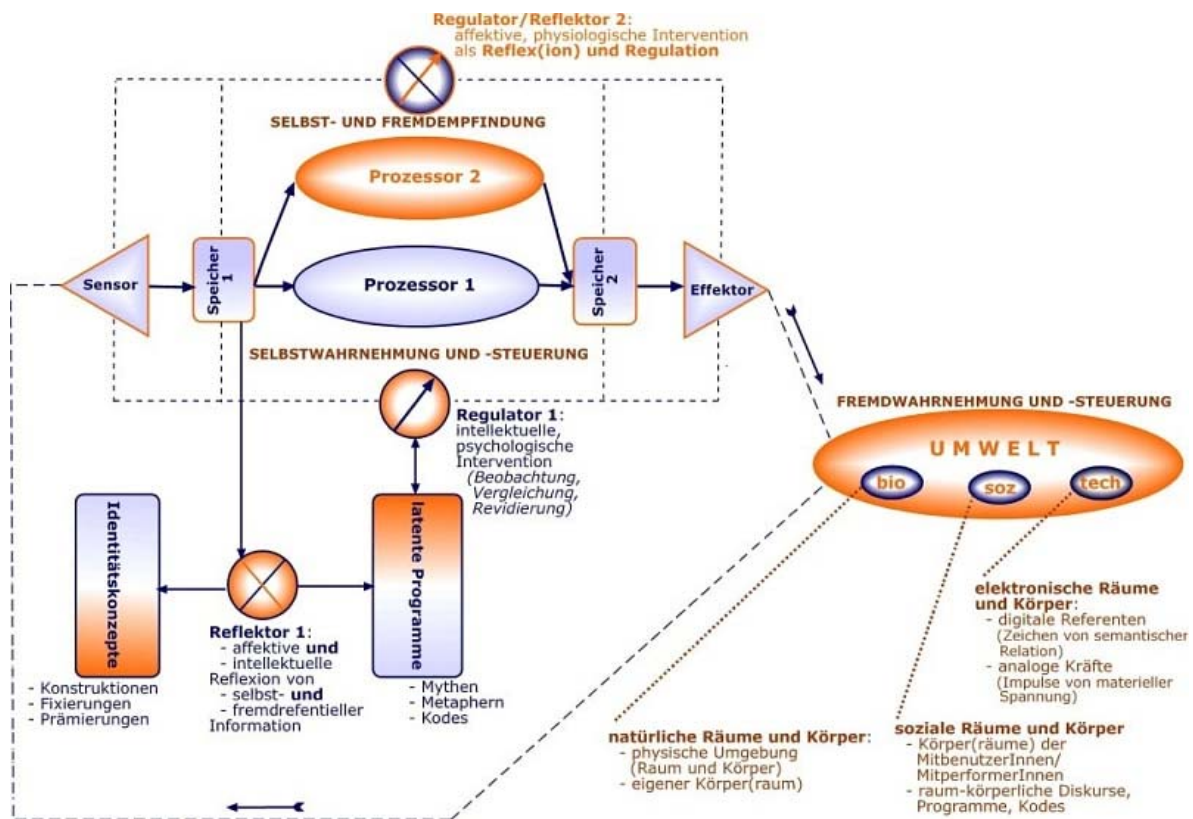 Regulator/Reflektor 2:
affektive, physiologische Intervention
als Reflex(ion) und Regulation
SELBST- UND FREMDEMPFINDUNG
Prozessor 2
Sensor
Speicher
1
Prozessor 1
Speicher
2
Effektor
SELBSTWAHRNEHMUNG UND -STEUERUNG
Regulator 1:
intellektuelle,
psychologische
Intervention
(Beobachtung,
Vergleichung,
Revidierung)
FREMDWAHRNEHMUNG UND -STEUERUNG
UMWELT
bio
soz
tech
Identitätskonzepte
- Konstruktionen
- Fixierungen
- Prämierungen
Reflektor 1:
- affektive und
- intellektuelle
Reflexion von
- selbst- und
- fremdrefentieller
Information
latente Programme
- Mythen
- Metaphern
- Kodes
elektronische Räume
und Körper:
- digitale Referenten
(Zeichen von semantischer
Relation)
- analoge Kräfte
(Impulse von materieller
Spannung)
natürliche Räume und Körper:
- physische Umgebung
(Raum und Körper)
- eigener Körper(raum)
soziale Räume und Körper
- Körper(räume) der
MitbenutzerInnen/
MitperformerInnen
- raum-körperliche Diskurse,
Programme, Kodes